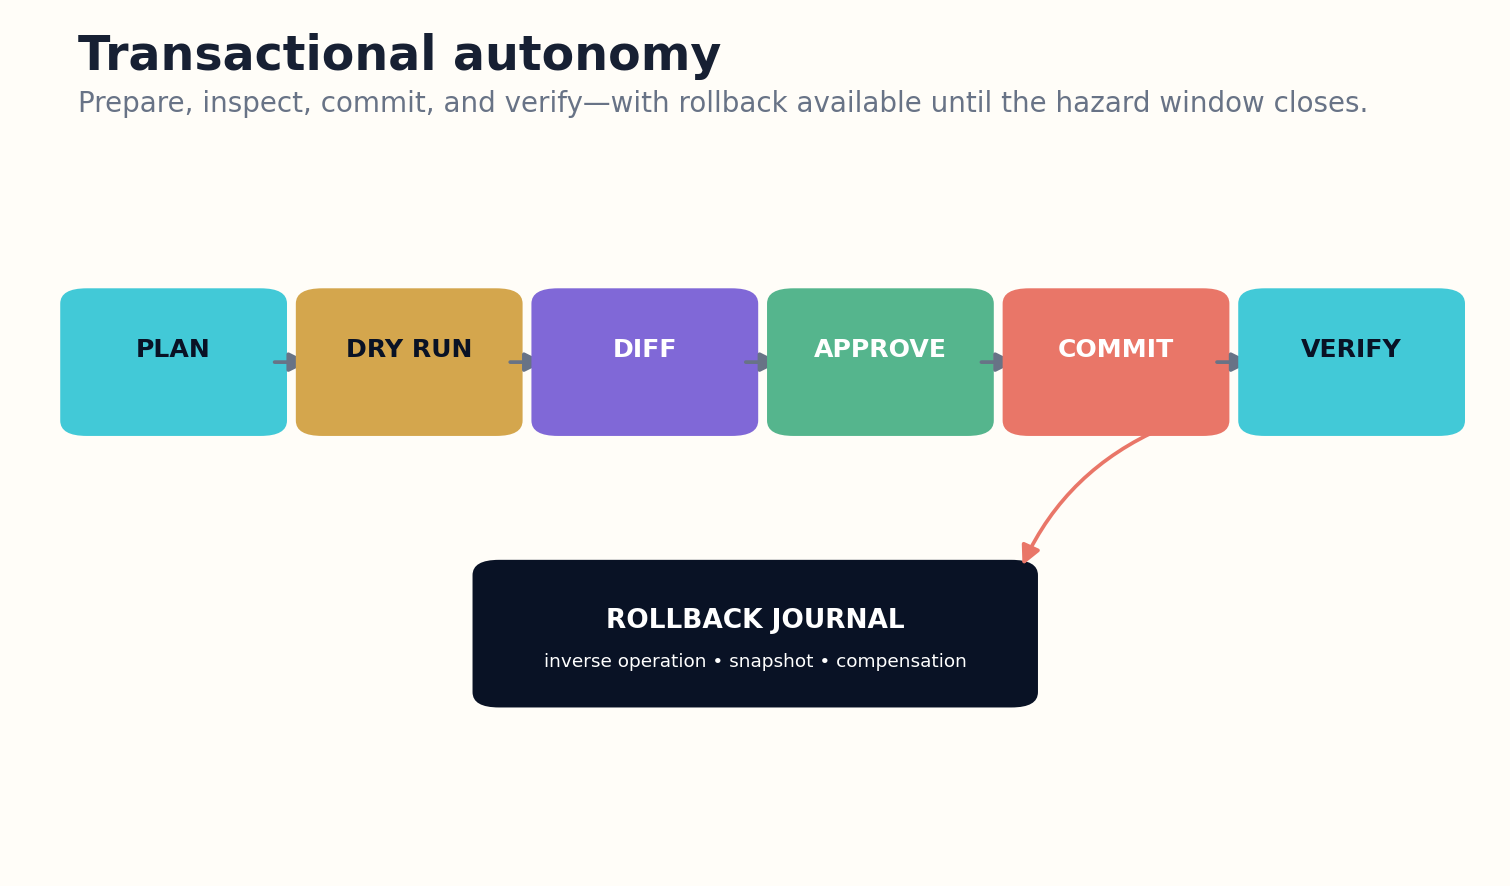 Transactional autonomy
Prepare, inspect, commit, and verify—with rollback available until the hazard window closes.
PLAN
DRY RUN
DIFF
APPROVE
COMMIT
VERIFY
ROLLBACK JOURNAL
inverse operation • snapshot • compensation